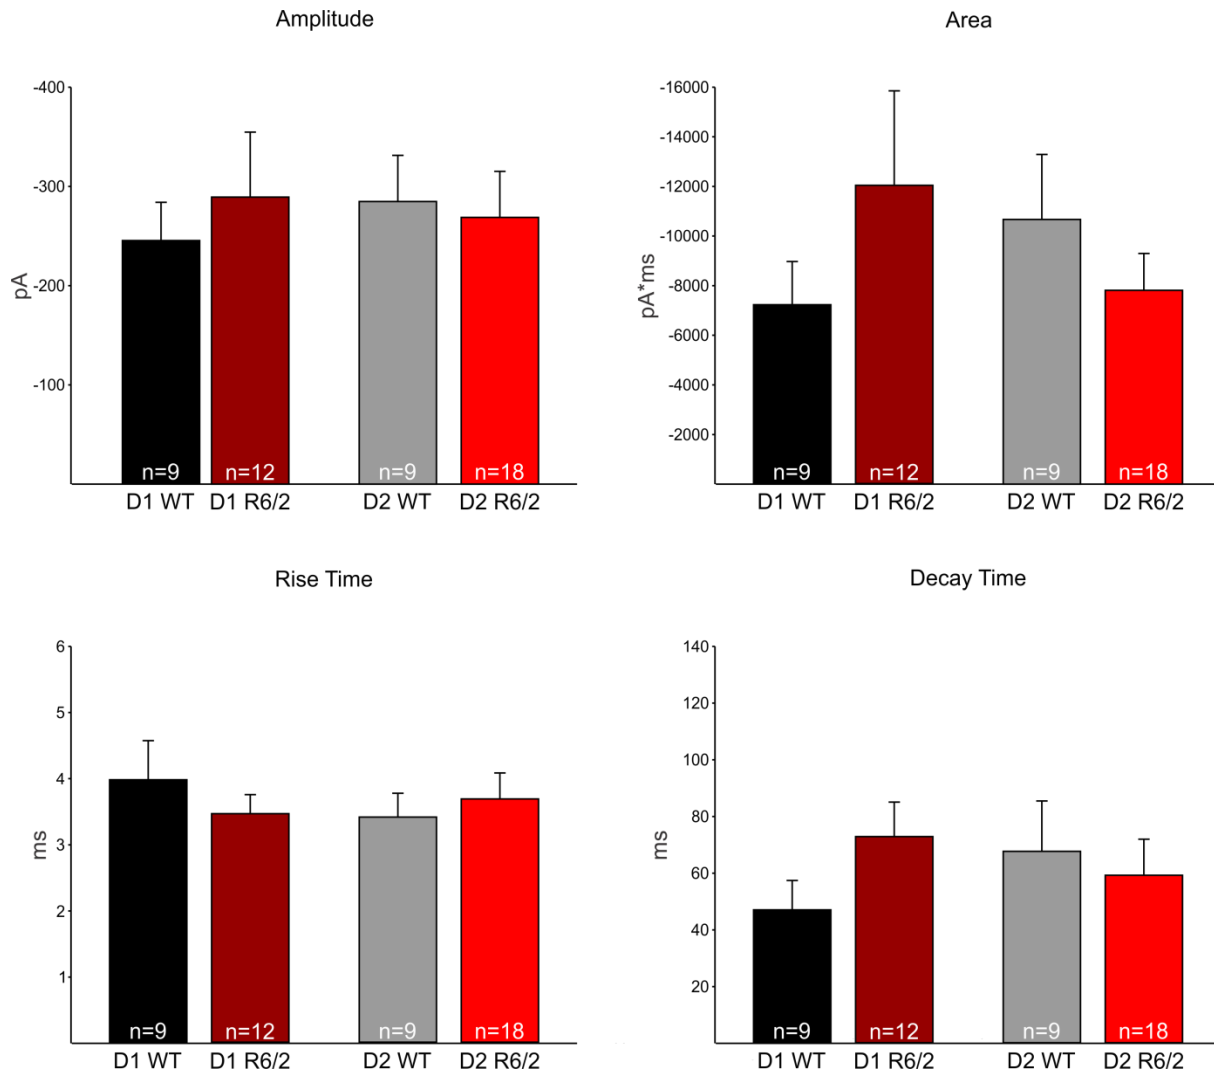 Amplitude
-400
-300
-200
-100
pA
n=9
n=12
n=9
n=18
D1 WT
D1 R6/2
D2 WT
D2 R6/2
Area
-16000
-14000
-12000
-10000
-8000
-6000
-4000
-2000
pA*ms
n=9
n=12
n=9
n=18
D1 WT
D1 R6/2
D2 WT
D2 R6/2
Rise Time
6
5
4
3
2
1
ms
n=9
n=12
n=9
n=18
D1 WT
D1 R6/2
D2 WT
D2 R6/2
Decay Time
140
120
100
80
60
40
20
ms
n=9
n=12
n=9
n=18
D1 WT
D1 R6/2
D2 WT
D2 R6/2